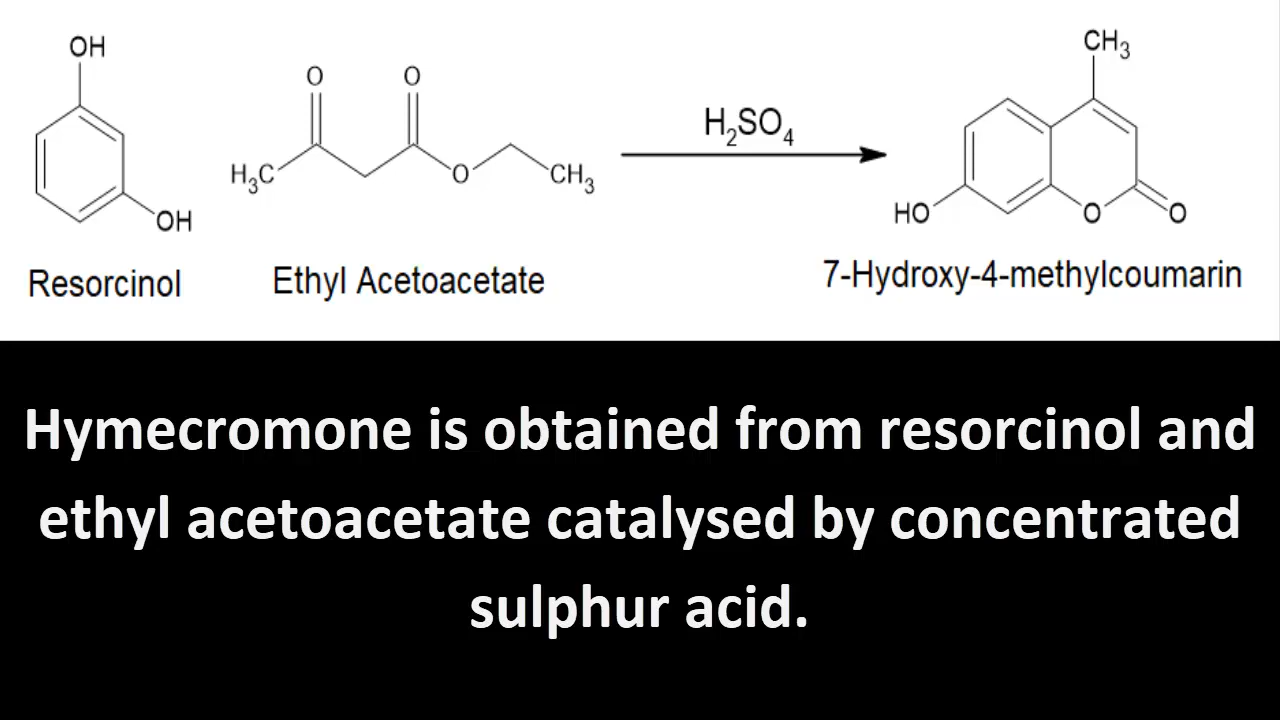 OH
O O
CH₃
H₂SO₄
H₃C O CH₃
OH
HO O O
Resorcinol
Ethyl Acetoacetate
7-Hydroxy-4-methylcoumarin
Hymecromone is obtained from resorcinol and
ethyl acetoacetate catalysed by concentrated
sulphur acid.